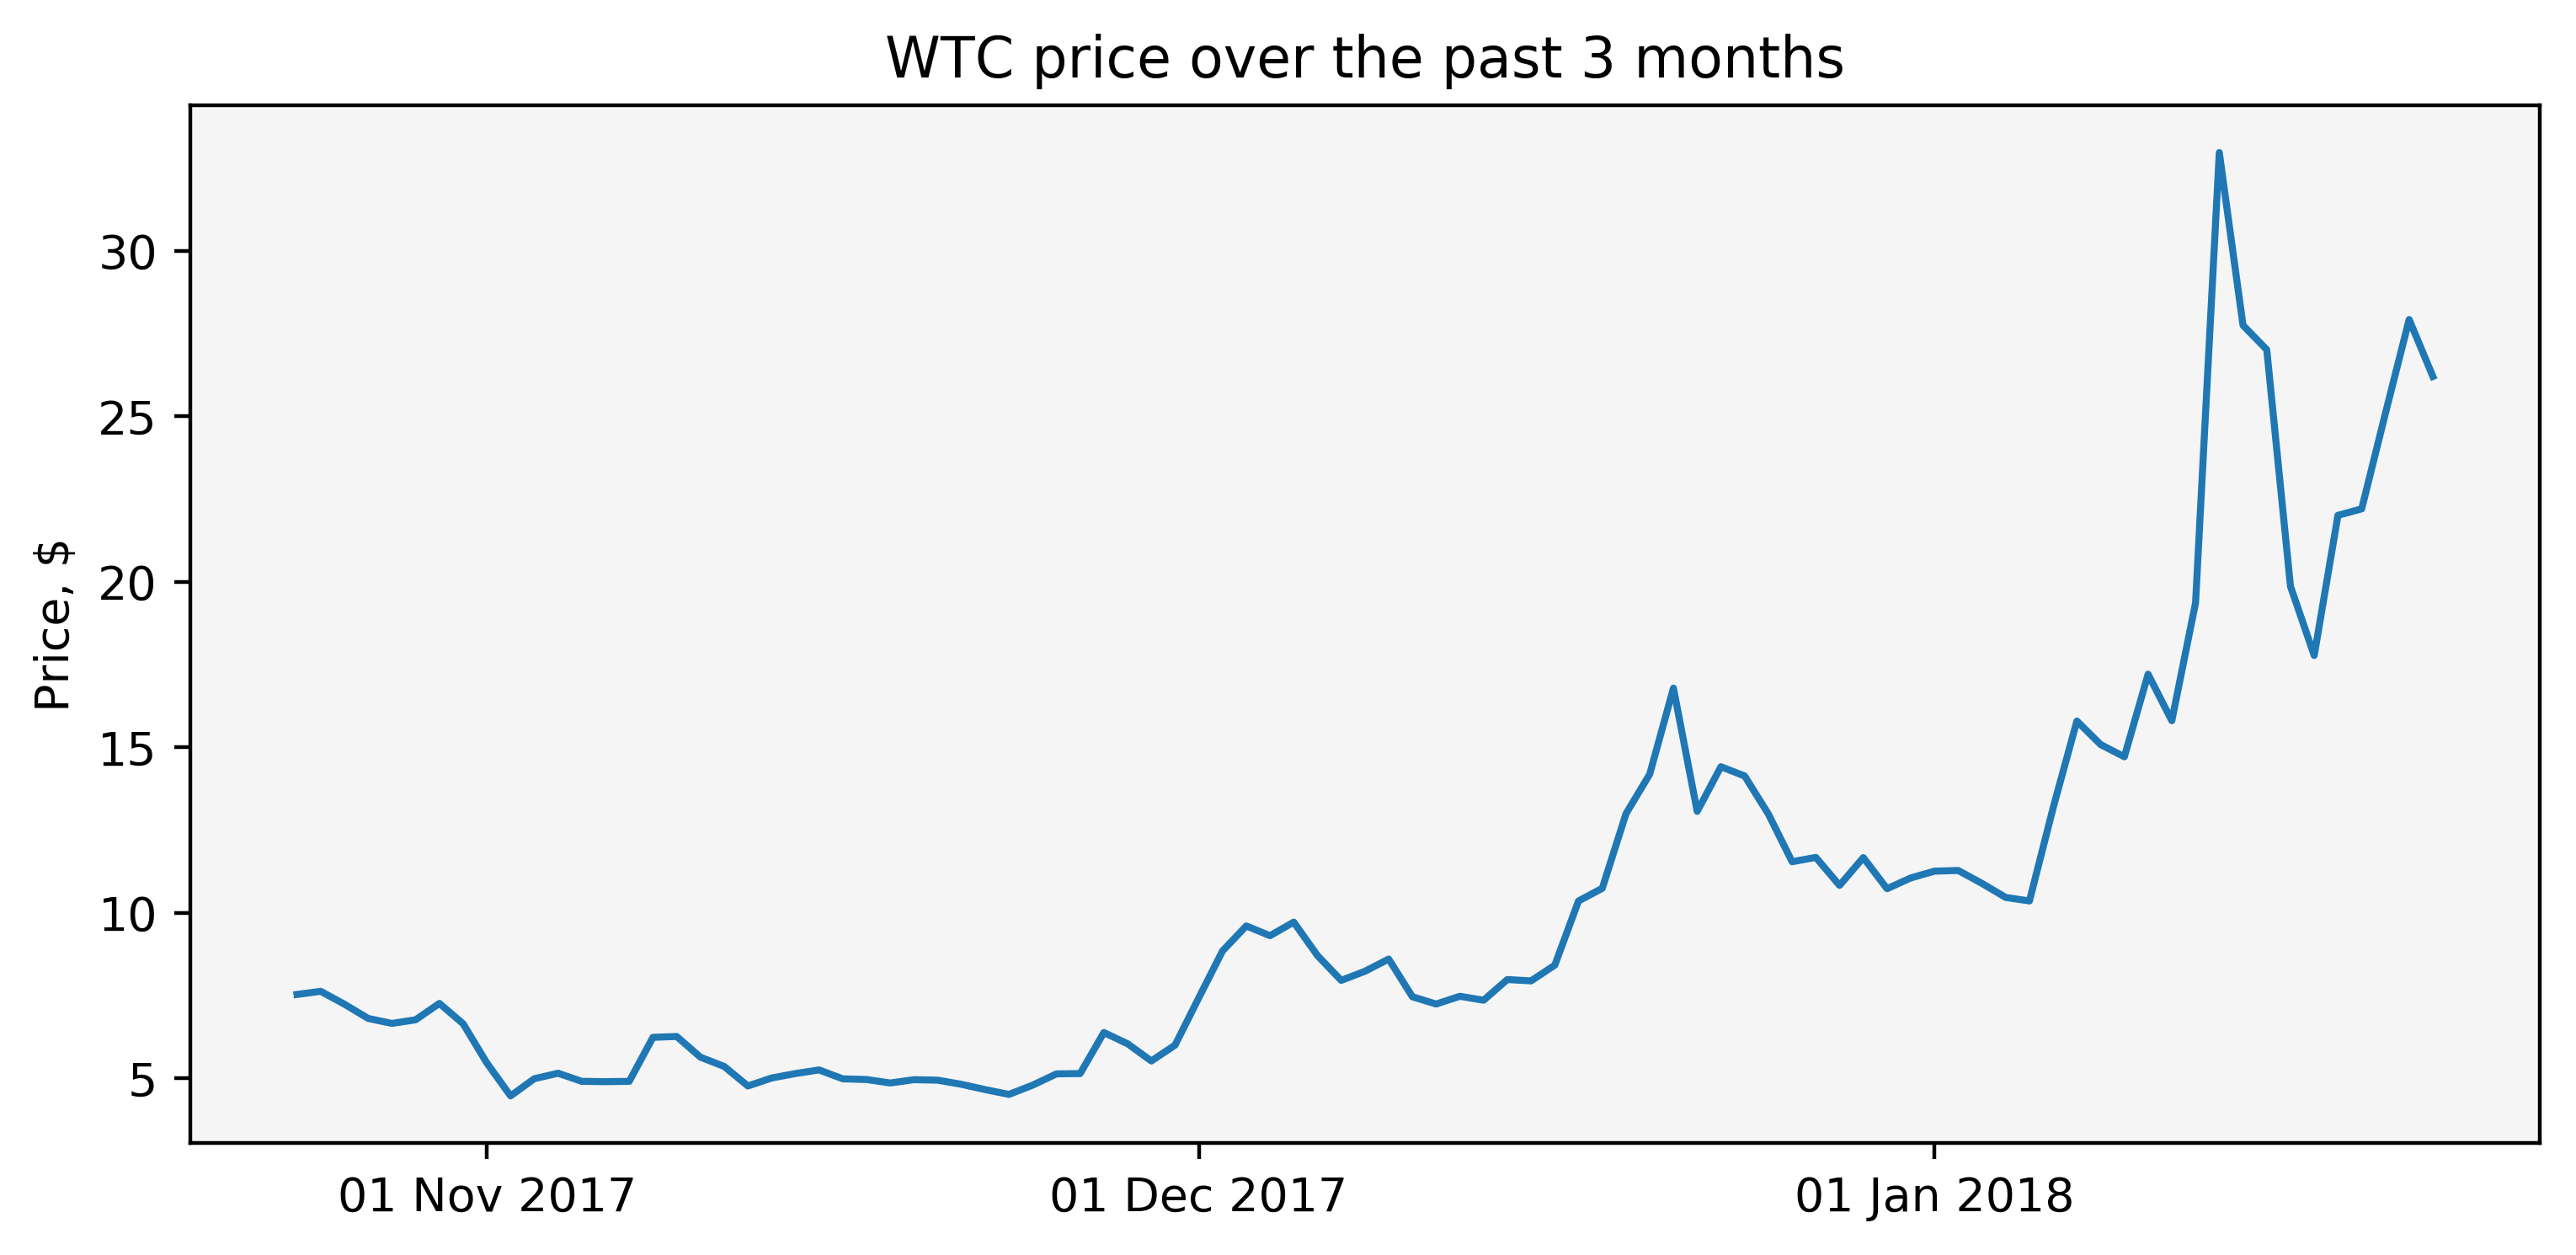 WTC price over the past 3 months
Price, $
30
25
20
15
10
5
01 Nov 2017
01 Dec 2017
01 Jan 2018